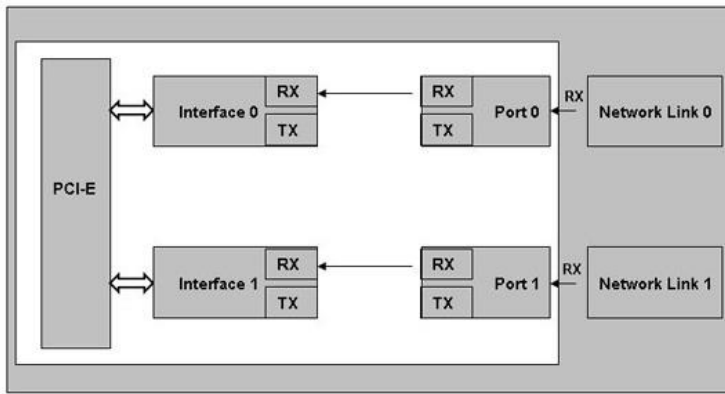 RX
RX
Interface 0
Port 0
RX
Network Link 0
TX
TX
PCI-E
RX
RX
Interface 1
Port 1
RX
Network Link 1
TX
TX